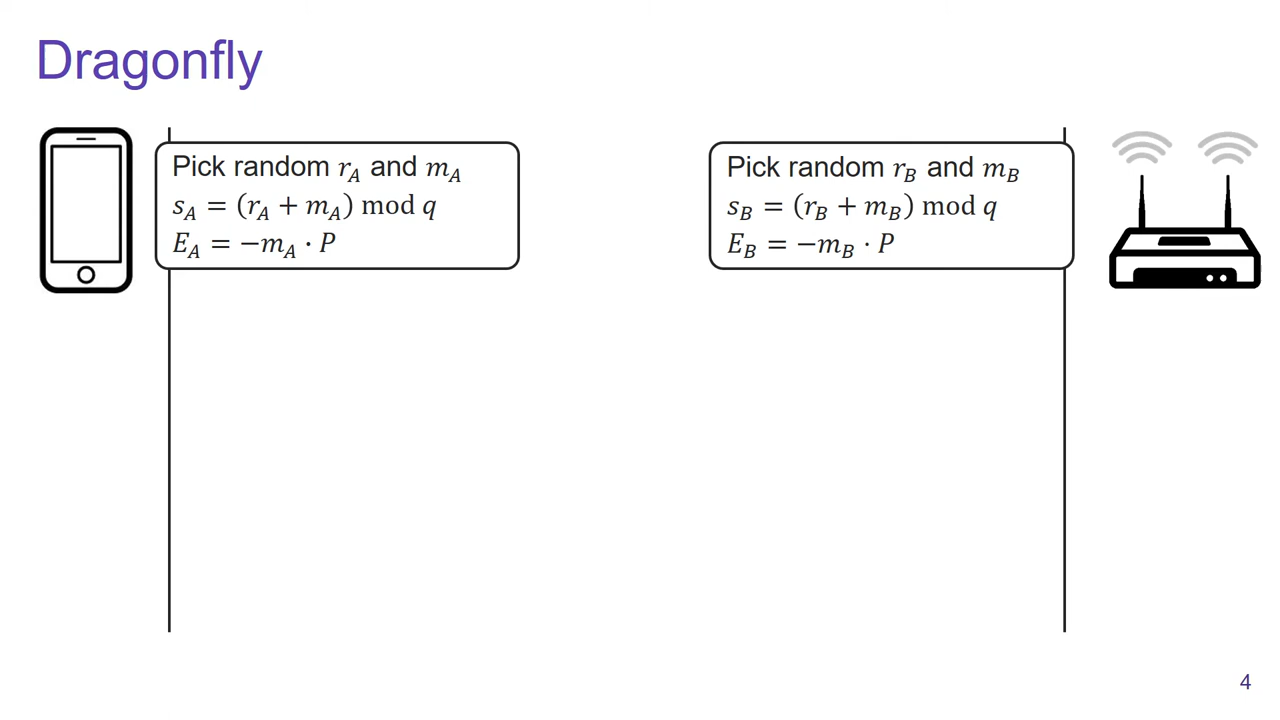 Dragonfly
Pick random r_A and m_A
s_A = (r_A + m_A) mod q
E_A = −m_A · P
Pick random r_B and m_B
s_B = (r_B + m_B) mod q
E_B = −m_B · P
4